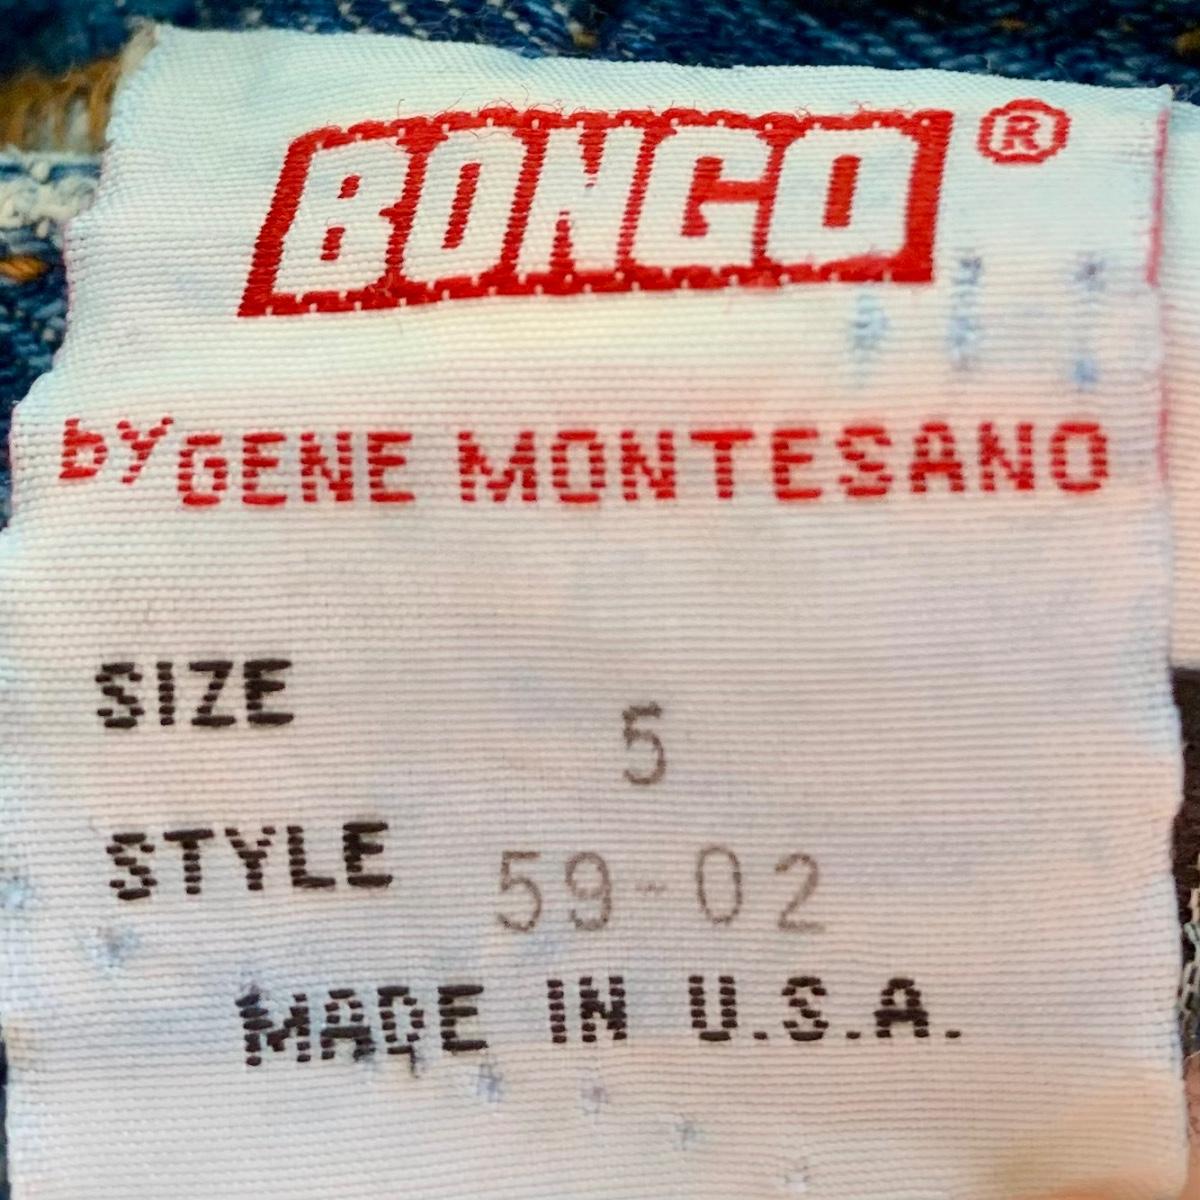 BONGO ®
by GENE MONTESANO
SIZE 5
STYLE 59-02
MADE IN U.S.A.